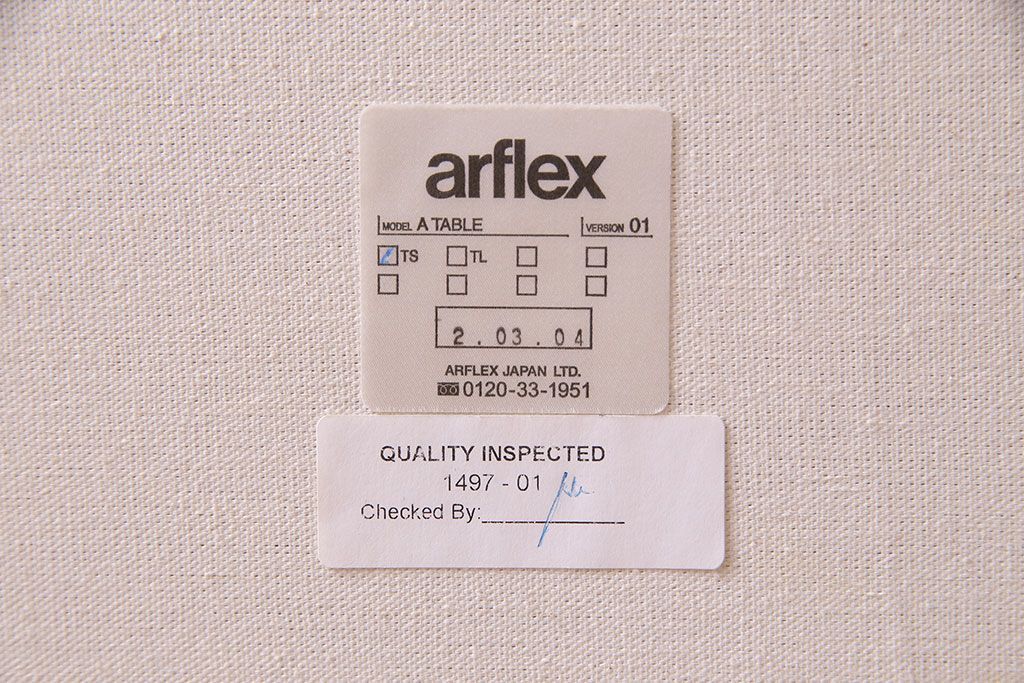 arflex
MODEL A TABLE VERSION 01
TS TL
2.03.04
ARFLEX JAPAN LTD.
0120-33-1951
QUALITY INSPECTED
1497 - 01
Checked By: